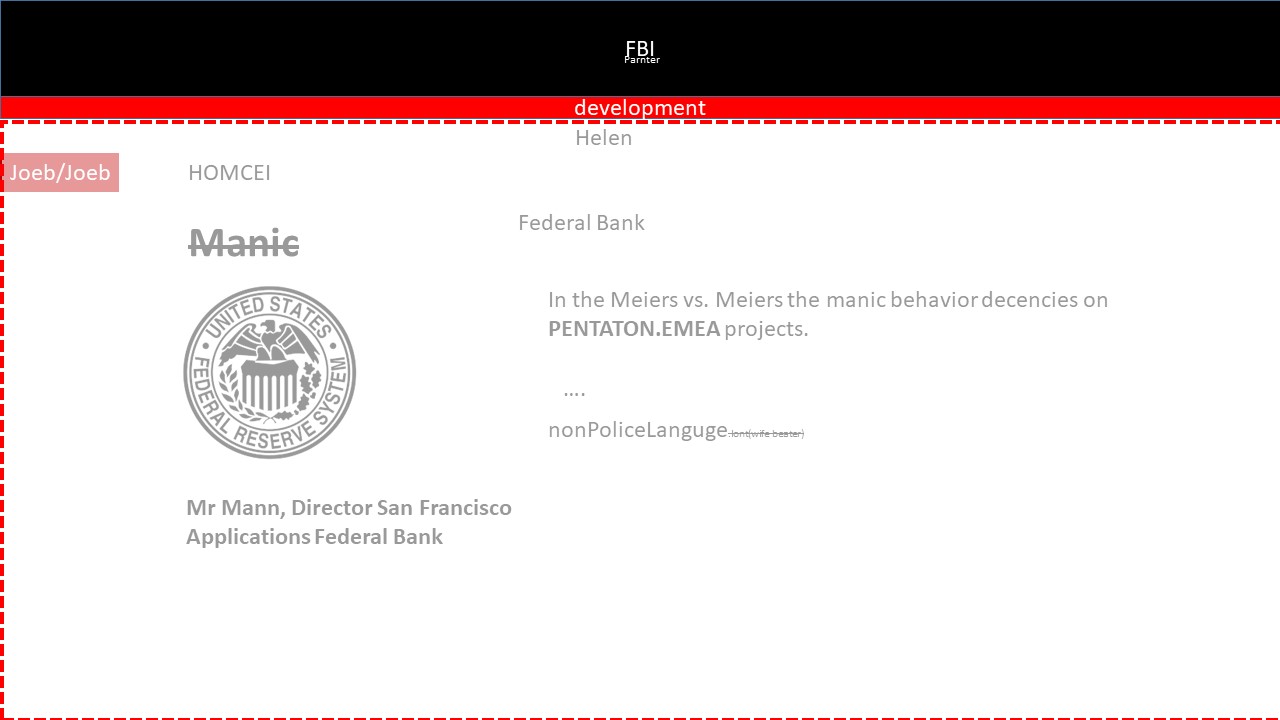 FBI
Parnter
development
Helen
Joeb/Joeb
HOMCEI
Federal Bank
Manic
In the Meiers vs. Meiers the manic behavior decencies on
PENTATON.EMEA projects.
UNITED STATES
FEDERAL RESERVE SYSTEM
....
nonPoliceLanguge.lont(wife beater)
Mr Mann, Director San Francisco
Applications Federal Bank